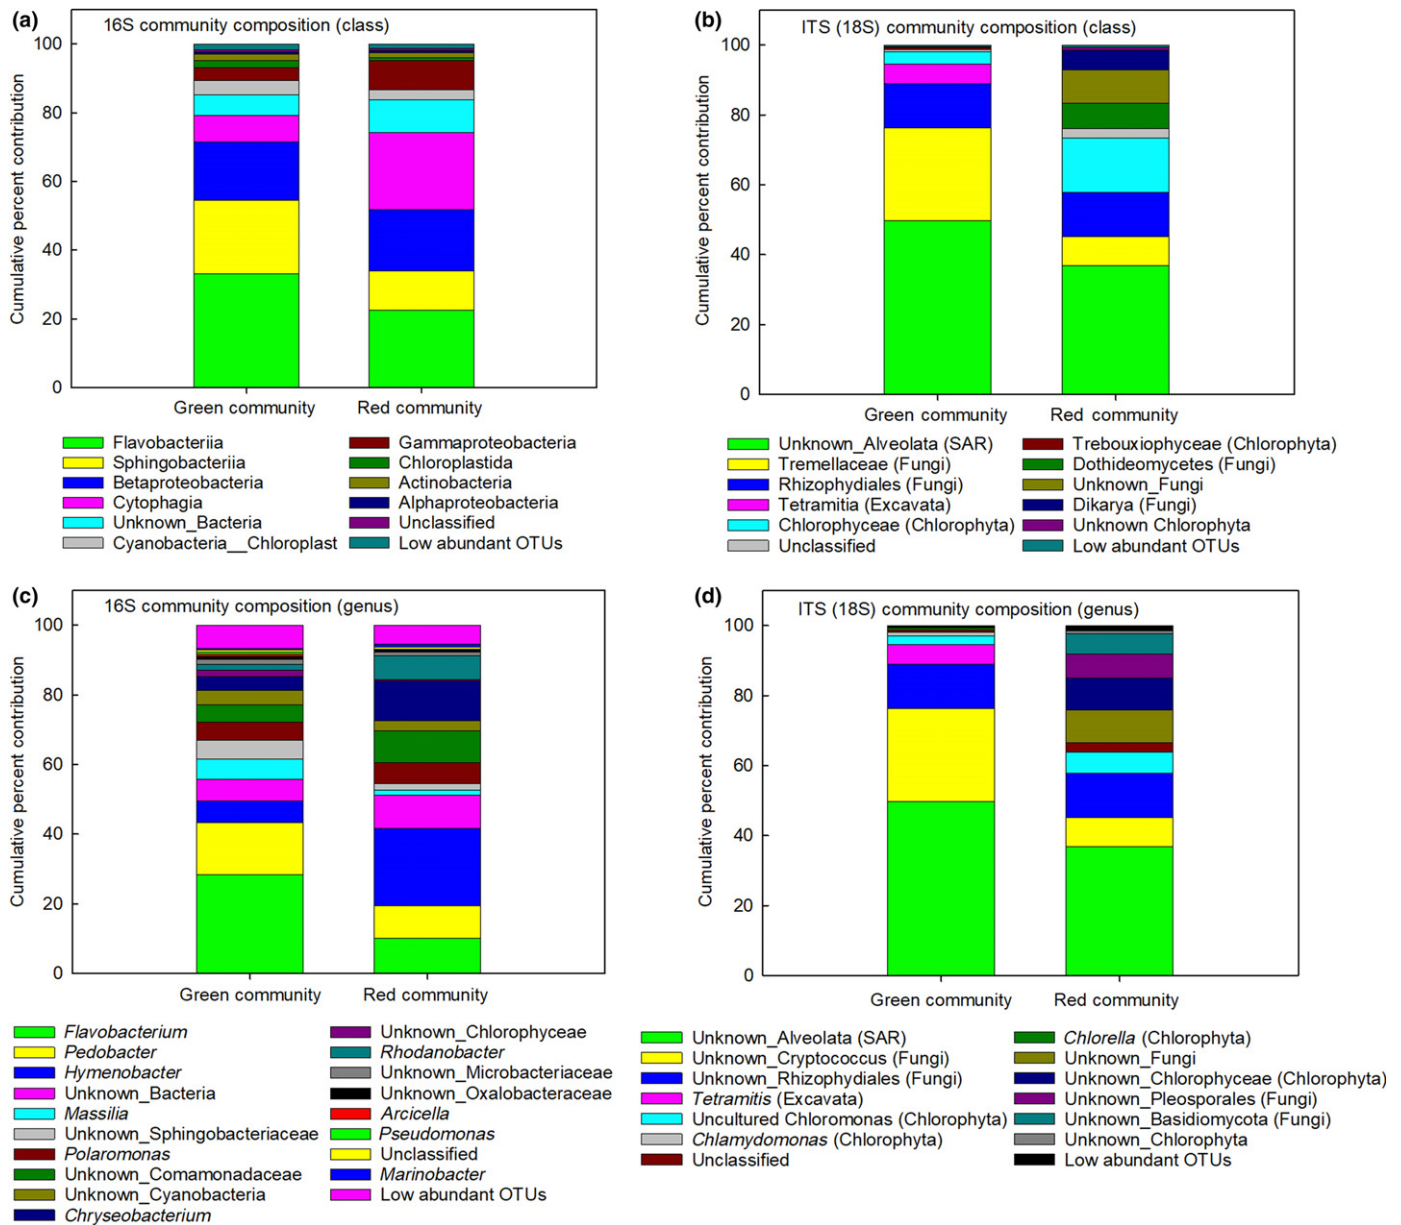 (a)
16S community composition (class)
100
80
60
40
20
0
Cumulative percent contribution
Green community
Red community
Flavobacteriia
Sphingobacteriia
Betaproteobacteria
Cytophagia
Unknown_Bacteria
Cyanobacteria__Chloroplast
Gammaproteobacteria
Chloroplastida
Actinobacteria
Alphaproteobacteria
Unclassified
Low abundant OTUs
(b)
ITS (18S) community composition (class)
100
80
60
40
20
0
Cumulative percent contribution
Green community
Red community
Unknown_Alveolata (SAR)
Tremellaceae (Fungi)
Rhizophydiales (Fungi)
Tetramitia (Excavata)
Chlorophyceae (Chlorophyta)
Unclassified
Trebouxiophyceae (Chlorophyta)
Dothideomycetes (Fungi)
Unknown_Fungi
Dikarya (Fungi)
Unknown Chlorophyta
Low abundant OTUs
(c)
16S community composition (genus)
100
80
60
40
20
0
Cumulative percent contribution
Green community
Red community
Flavobacterium
Pedobacter
Hymenobacter
Unknown_Bacteria
Massilia
Unknown_Sphingobacteriaceae
Polaromonas
Unknown_Comamonadaceae
Unknown_Cyanobacteria
Chryseobacterium
Unknown_Chlorophyceae
Rhodanobacter
Unknown_Microbacteriaceae
Unknown_Oxalobacteraceae
Arcicella
Pseudomonas
Unclassified
Marinobacter
Low abundant OTUs
(d)
ITS (18S) community composition (genus)
100
80
60
40
20
0
Cumulative percent contribution
Green community
Red community
Unknown_Alveolata (SAR)
Unknown_Cryptococcus (Fungi)
Unknown_Rhizophydiales (Fungi)
Tetramitis (Excavata)
Uncultured Chloromonas (Chlorophyta)
Chlamydomonas (Chlorophyta)
Unclassified
Chlorella (Chlorophyta)
Unknown_Fungi
Unknown_Chlorophyceae (Chlorophyta)
Unknown_Pleosporales (Fungi)
Unknown_Basidiomycota (Fungi)
Unknown_Chlorophyta
Low abundant OTUs